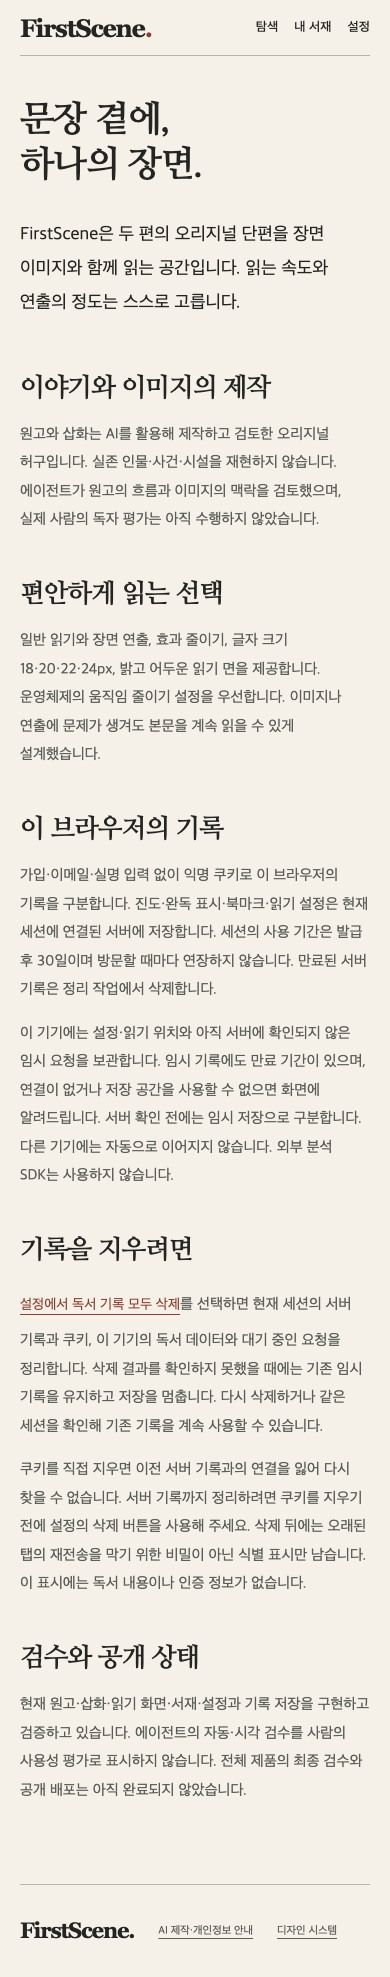 FirstScene.
탐색 내 서재 설정
문장 곁에,
하나의 장면.
FirstScene은 두 편의 오리지널 단편을 장면
이미지와 함께 읽는 공간입니다. 읽는 속도와
연출의 정도는 스스로 고릅니다.
이야기와 이미지의 제작
원고와 삽화는 AI를 활용해 제작하고 검토한 오리지널
허구입니다. 실존 인물·사건·시설을 재현하지 않습니다.
에이전트가 원고의 흐름과 이미지의 맥락을 검토했으며,
실제 사람의 독자 평가는 아직 수행하지 않았습니다.
편안하게 읽는 선택
일반 읽기와 장면 연출, 효과 줄이기, 글자 크기
18·20·22·24px, 밝고 어두운 읽기 면을 제공합니다.
운영체제의 움직임 줄이기 설정을 우선합니다. 이미지나
연출에 문제가 생겨도 본문을 계속 읽을 수 있게
설계했습니다.
이 브라우저의 기록
가입·이메일·실명 입력 없이 익명 쿠키로 이 브라우저의
기록을 구분합니다. 진도·완독 표시·북마크·읽기 설정은 현재
세션에 연결된 서버에 저장합니다. 세션의 사용 기간은 발급
후 30일이며 방문할 때마다 연장하지 않습니다. 만료된 서버
기록은 정리 작업에서 삭제합니다.
이 기기에는 설정·읽기 위치와 아직 서버에 확인되지 않은
임시 요청을 보관합니다. 임시 기록에도 만료 기간이 있으며,
연결이 없거나 저장 공간을 사용할 수 없으면 화면에
알려드립니다. 서버 확인 전에는 임시 저장으로 구분합니다.
다른 기기에는 자동으로 이어지지 않습니다. 외부 분석
SDK는 사용하지 않습니다.
기록을 지우려면
설정에서 독서 기록 모두 삭제를 선택하면 현재 세션의 서버
기록과 쿠키, 이 기기의 독서 데이터와 대기 중인 요청을
정리합니다. 삭제 결과를 확인하지 못했을 때에는 기존 임시
기록을 유지하고 저장을 멈춥니다. 다시 삭제하거나 같은
세션을 확인해 기존 기록을 계속 사용할 수 있습니다.
쿠키를 직접 지우면 이전 서버 기록과의 연결을 잃어 다시
찾을 수 없습니다. 서버 기록까지 정리하려면 쿠키를 지우기
전에 설정의 삭제 버튼을 사용해 주세요. 삭제 뒤에는 오래된
탭의 재전송을 막기 위한 비밀이 아닌 식별 표시만 남습니다.
이 표시에는 독서 내용이나 인증 정보가 없습니다.
검수와 공개 상태
현재 원고·삽화·읽기 화면·서재·설정과 기록 저장을 구현하고
검증하고 있습니다. 에이전트의 자동·시각 검수를 사람의
사용성 평가로 표시하지 않습니다. 전체 제품의 최종 검수와
공개 배포는 아직 완료되지 않았습니다.
FirstScene. AI 제작·개인정보 안내 디자인 시스템